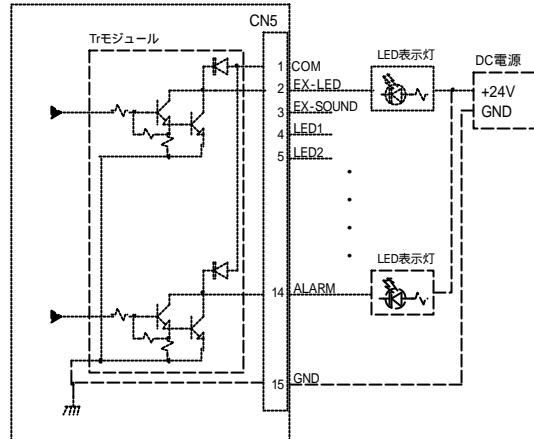 CN5
Trモジュール
LED表示灯
DC電源
1 COM
2 EX-LED
+24V
3 EX-SOUND
GND
4 LED1
5 LED2
LED表示灯
14 ALARM
15 GND